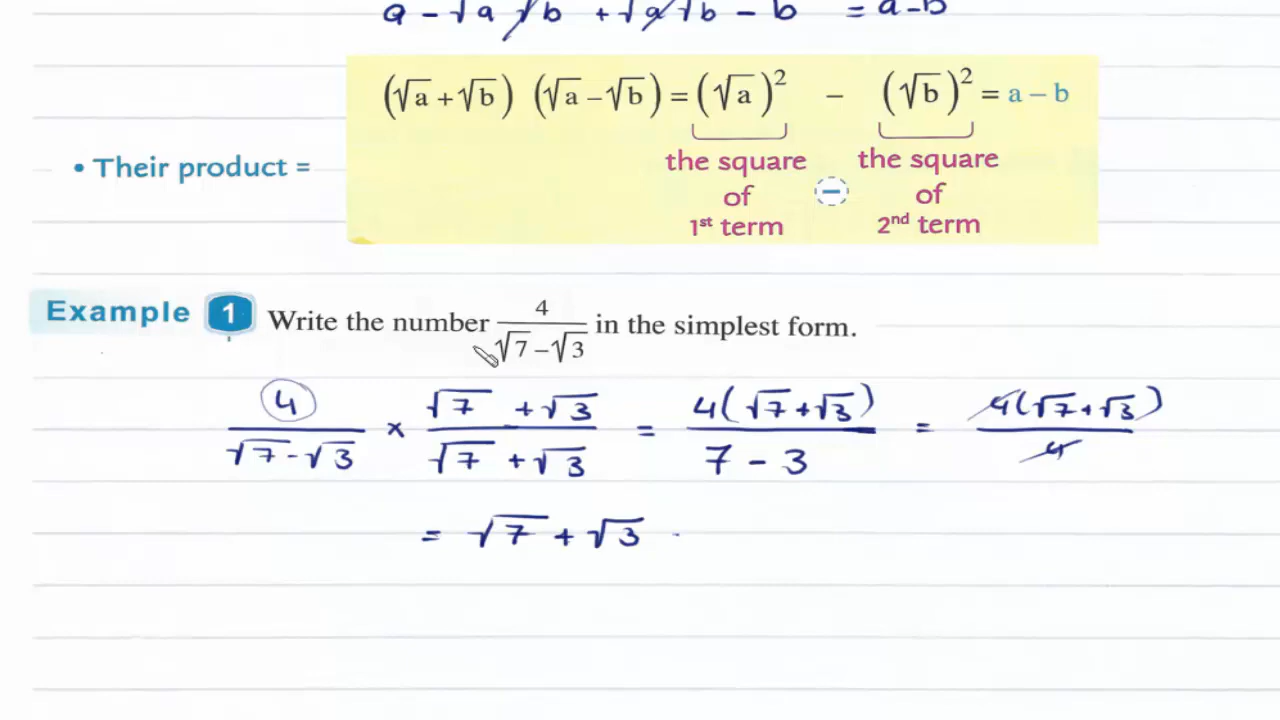 a - √a √b + √a √b - b = a - b
(√a + √b) (√a - √b) = (√a)² - (√b)² = a - b
• Their product =
the square of 1st term - the square of 2nd term
Example 1 Write the number 4/(√7 - √3) in the simplest form.
4/(√7 - √3) × (√7 + √3)/(√7 + √3) = 4(√7 + √3)/(7 - 3) = 4(√7 + √3)/4
= √7 + √3